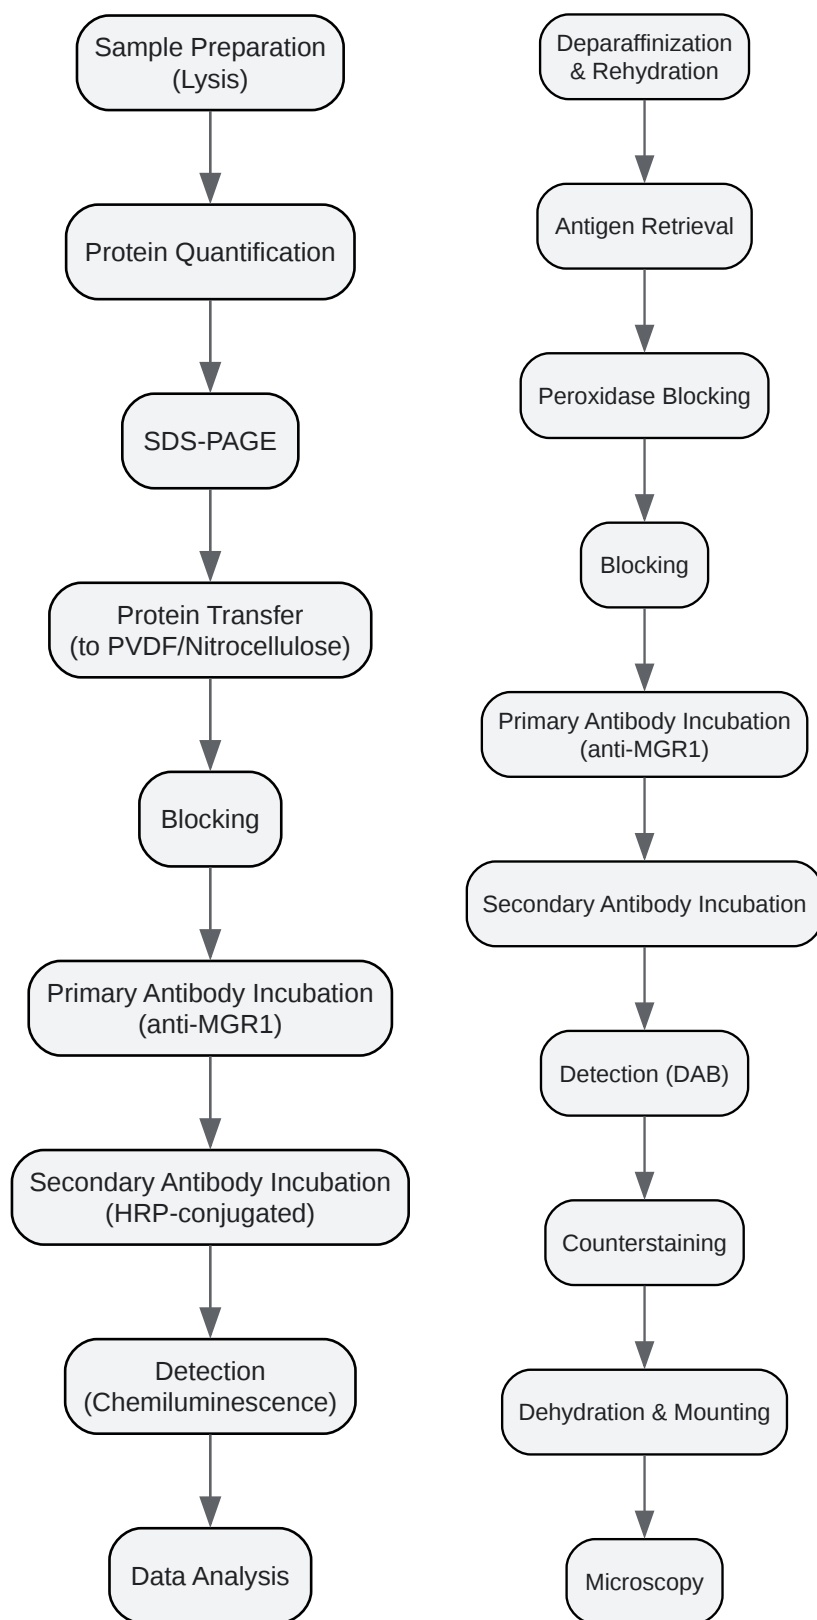 Sample Preparation
(Lysis)
Protein Quantification
SDS-PAGE
Protein Transfer
(to PVDF/Nitrocellulose)
Blocking
Primary Antibody Incubation
(anti-MGR1)
Secondary Antibody Incubation
(HRP-conjugated)
Detection
(Chemiluminescence)
Data Analysis
Deparaffinization
& Rehydration
Antigen Retrieval
Peroxidase Blocking
Blocking
Primary Antibody Incubation
(anti-MGR1)
Secondary Antibody Incubation
Detection (DAB)
Counterstaining
Dehydration & Mounting
Microscopy